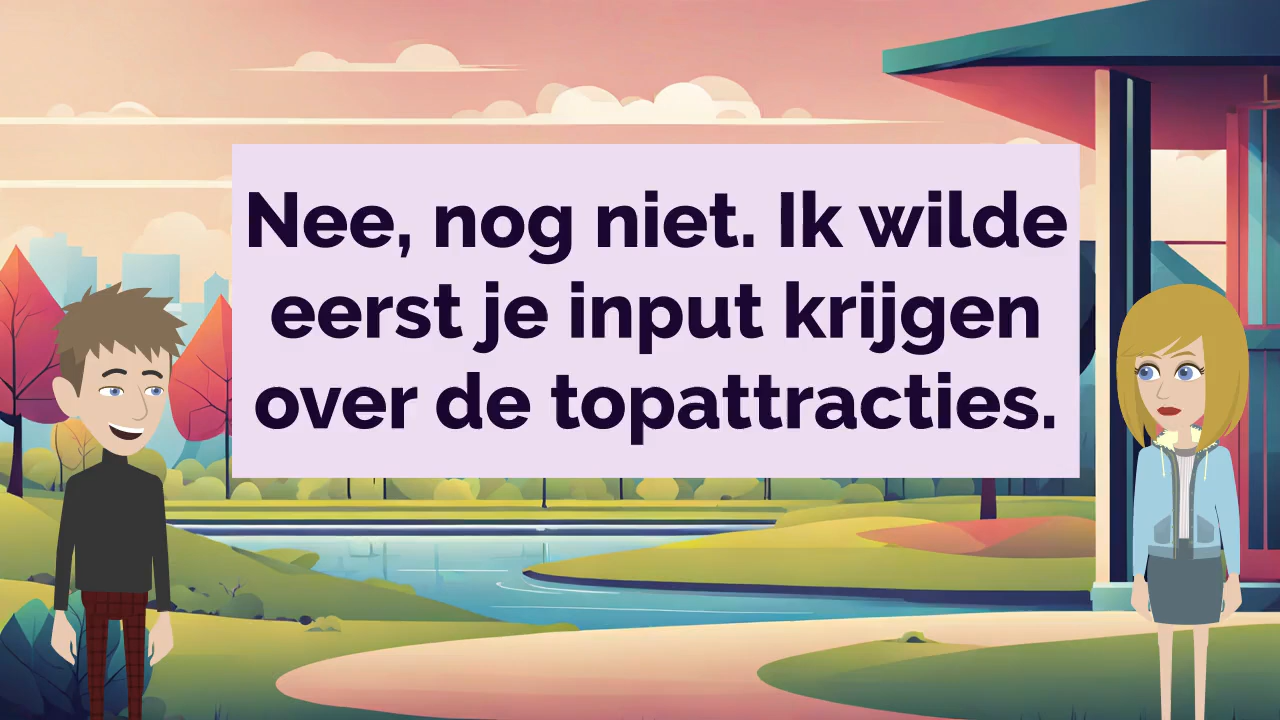 Nee, nog niet. Ik wilde
eerst je input krijgen
over de topattracties.